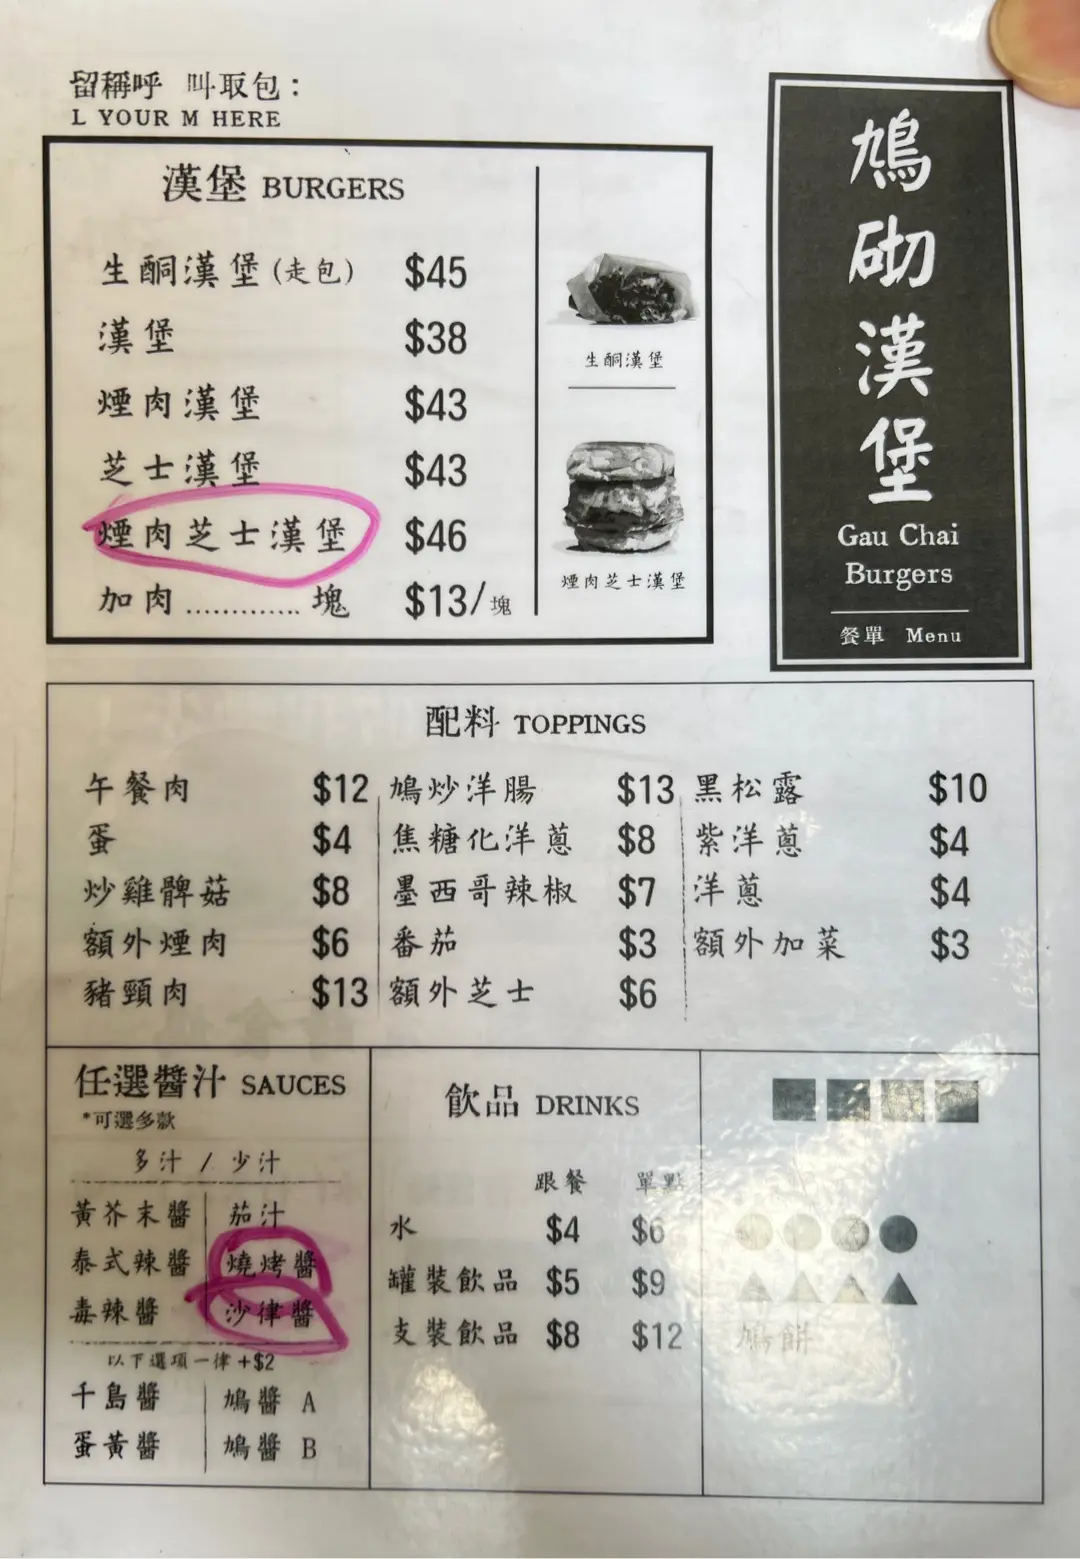 留稱呼 叫取包：
L YOUR M HERE
漢堡 BURGERS
生酮漢堡(走包) $45
漢堡 $38
煙肉漢堡 $43
芝士漢堡 $43
煙肉芝士漢堡 $46
加肉............塊 $13/塊
生酮漢堡
煙肉芝士漢堡
鳩砌漢堡
Gau Chai
Burgers
餐單 Menu
配料 TOPPINGS
午餐肉 $12 鳩炒洋腸 $13 黑松露 $10
蛋 $4 焦糖化洋蔥 $8 紫洋蔥 $4
炒雞髀菇 $8 墨西哥辣椒 $7 洋蔥 $4
額外煙肉 $6 番茄 $3 額外加菜 $3
豬頸肉 $13 額外芝士 $6
任選醬汁 SAUCES
*可選多款
多汁 / 少汁
黃芥末醬 茄汁
泰式辣醬 燒烤醬
毒辣醬 沙律醬
以下選項一律+$2
千島醬 鳩醬 A
蛋黃醬 鳩醬 B
飲品 DRINKS
跟餐 單點
水 $4 $6
罐裝飲品 $5 $9
支裝飲品 $8 $12
鳩餅